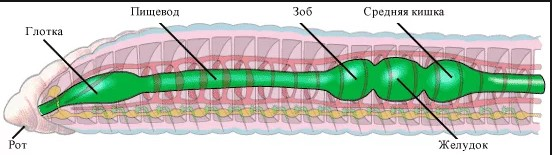 Пищевод
Зоб
Средняя кишка
Глотка
Рот
Желудок